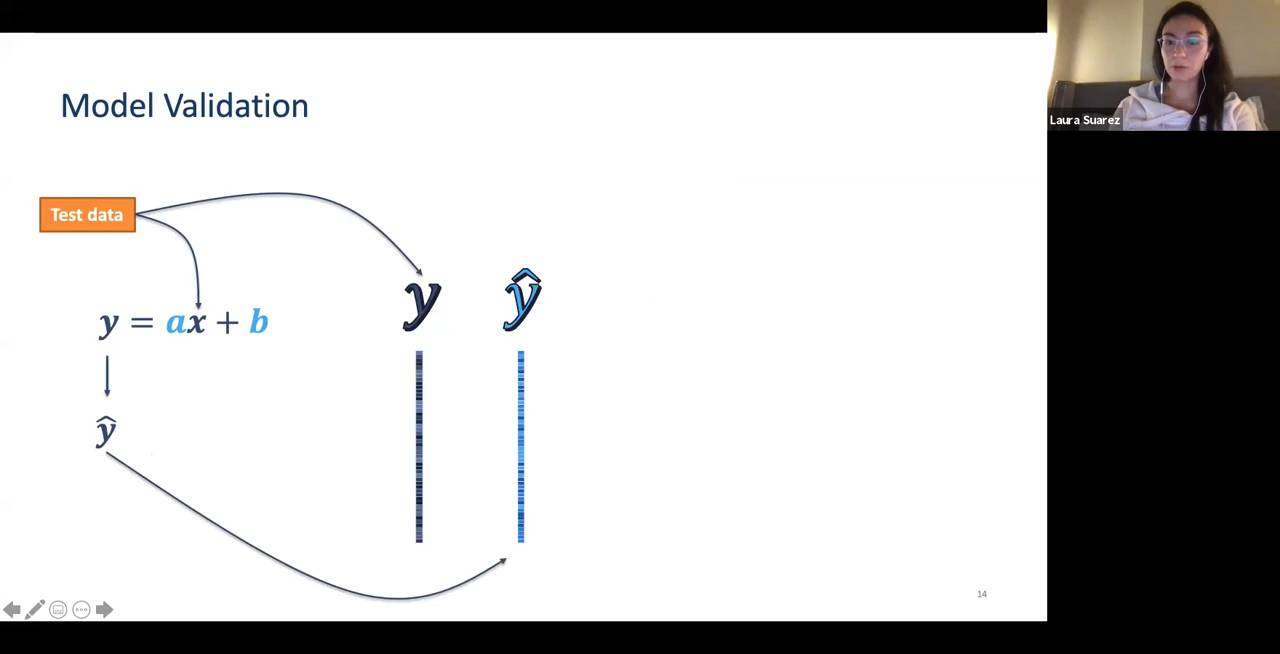 Model Validation
Laura Suarez
Test data
y = ax + b
ŷ
y
ŷ
14